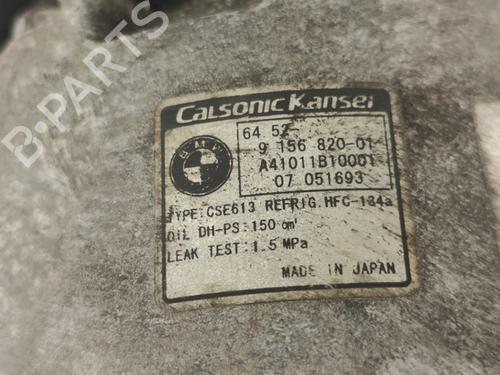 B-PARTS
Calsonic Kansei
BMW
64 52-
9 156 820-01
A41011B10001
07 051693
TYPE:CSE613 REFRIG.HFC-134a
OIL DH-PS:150 cm³
LEAK TEST:1.5 MPa
MADE IN JAPAN